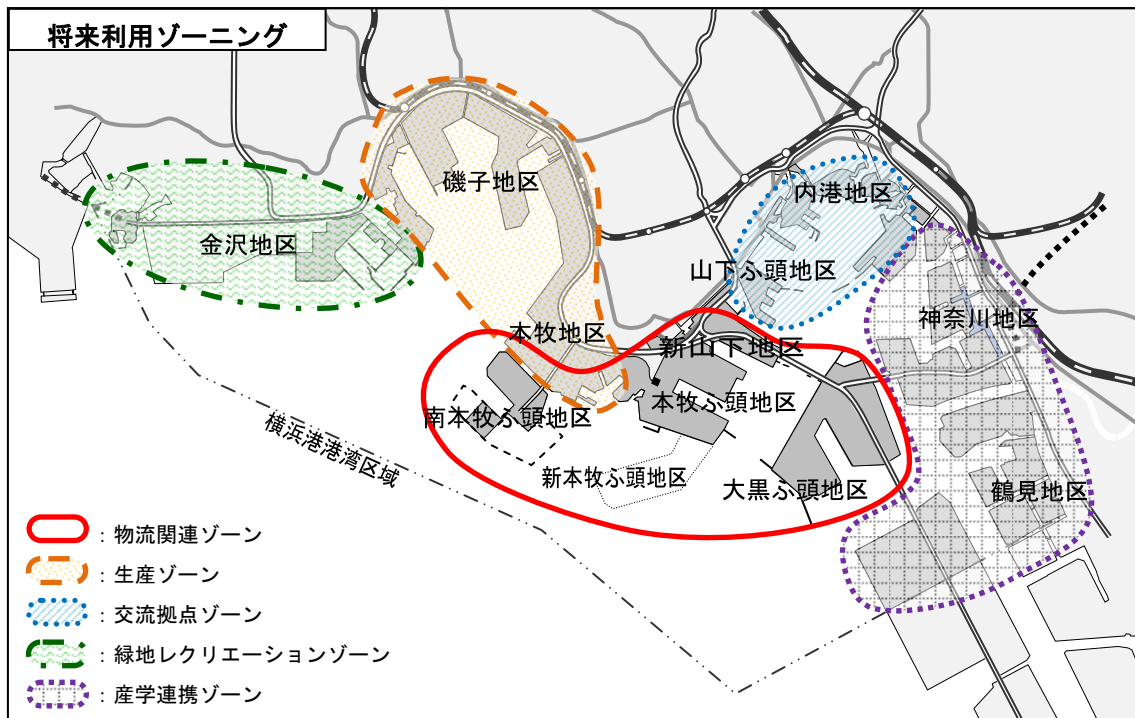 将来利用ゾーニング
磯子地区
内港地区
金沢地区
山下ふ頭地区
神奈川地区
本牧地区
新山下地区
南本牧ふ頭地区
本牧ふ頭地区
横浜港港湾区域
新本牧ふ頭地区
大黒ふ頭地区
鶴見地区
：物流関連ゾーン
：生産ゾーン
：交流拠点ゾーン
：緑地レクリエーションゾーン
：産学連携ゾーン